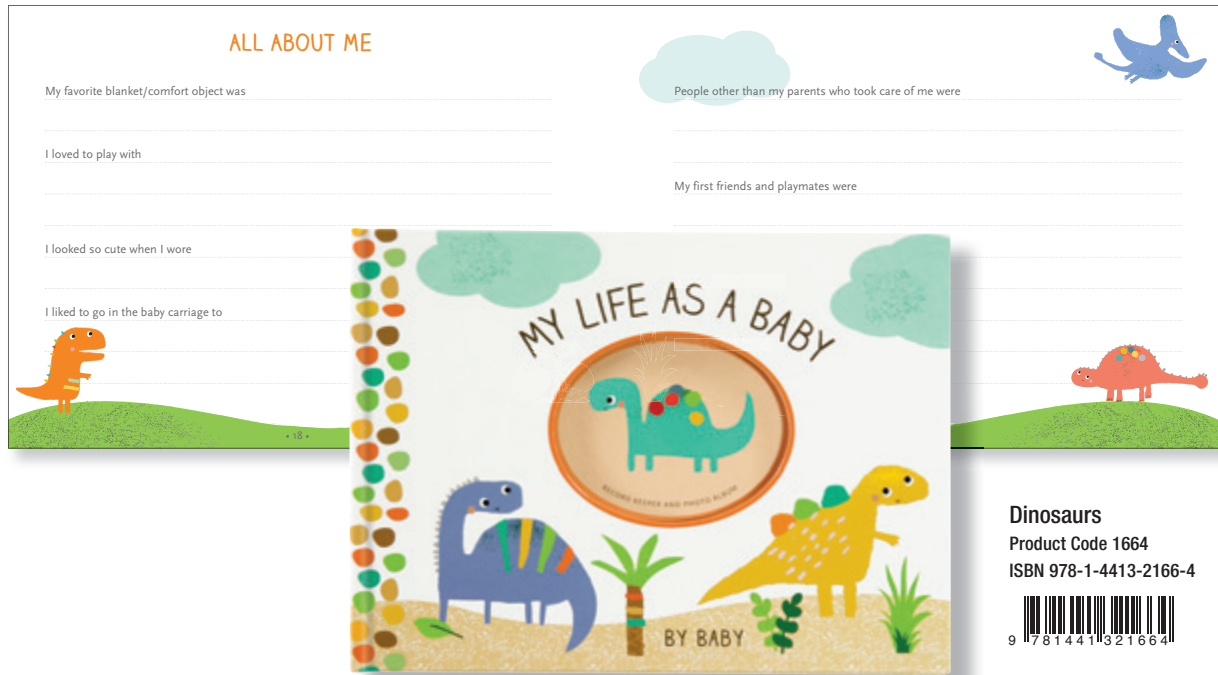 ALL ABOUT ME
My favorite blanket/comfort object was
I loved to play with
I looked so cute when I wore
I liked to go in the baby carriage to
• 18 •
People other than my parents who took care of me were
My first friends and playmates were
MY LIFE AS A BABY
RECORD KEEPER AND PHOTO ALBUM
BY BABY
Dinosaurs
Product Code 1664
ISBN 978-1-4413-2166-4
9 781441 321664